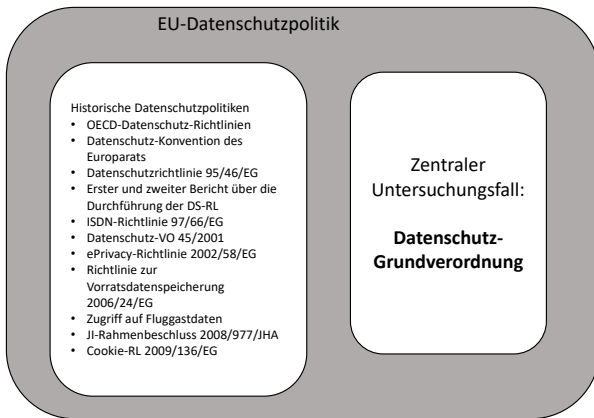 EU-Datenschutzpolitik
Historische Datenschutzpolitiken
• OECD-Datenschutz-Richtlinien
• Datenschutz-Konvention des
Europarats
• Datenschutzrichtlinie 95/46/EG
• Erster und zweiter Bericht über die
Durchführung der DS-RL
• ISDN-Richtlinie 97/66/EG
• Datenschutz-VO 45/2001
• ePrivacy-Richtlinie 2002/58/EG
• Richtlinie zur
Vorratsdatenspeicherung
2006/24/EG
• Zugriff auf Fluggastdaten
• JI-Rahmenbeschluss 2008/977/JHA
• Cookie-RL 2009/136/EG
Zentraler
Untersuchungsfall:
Datenschutz-
Grundverordnung